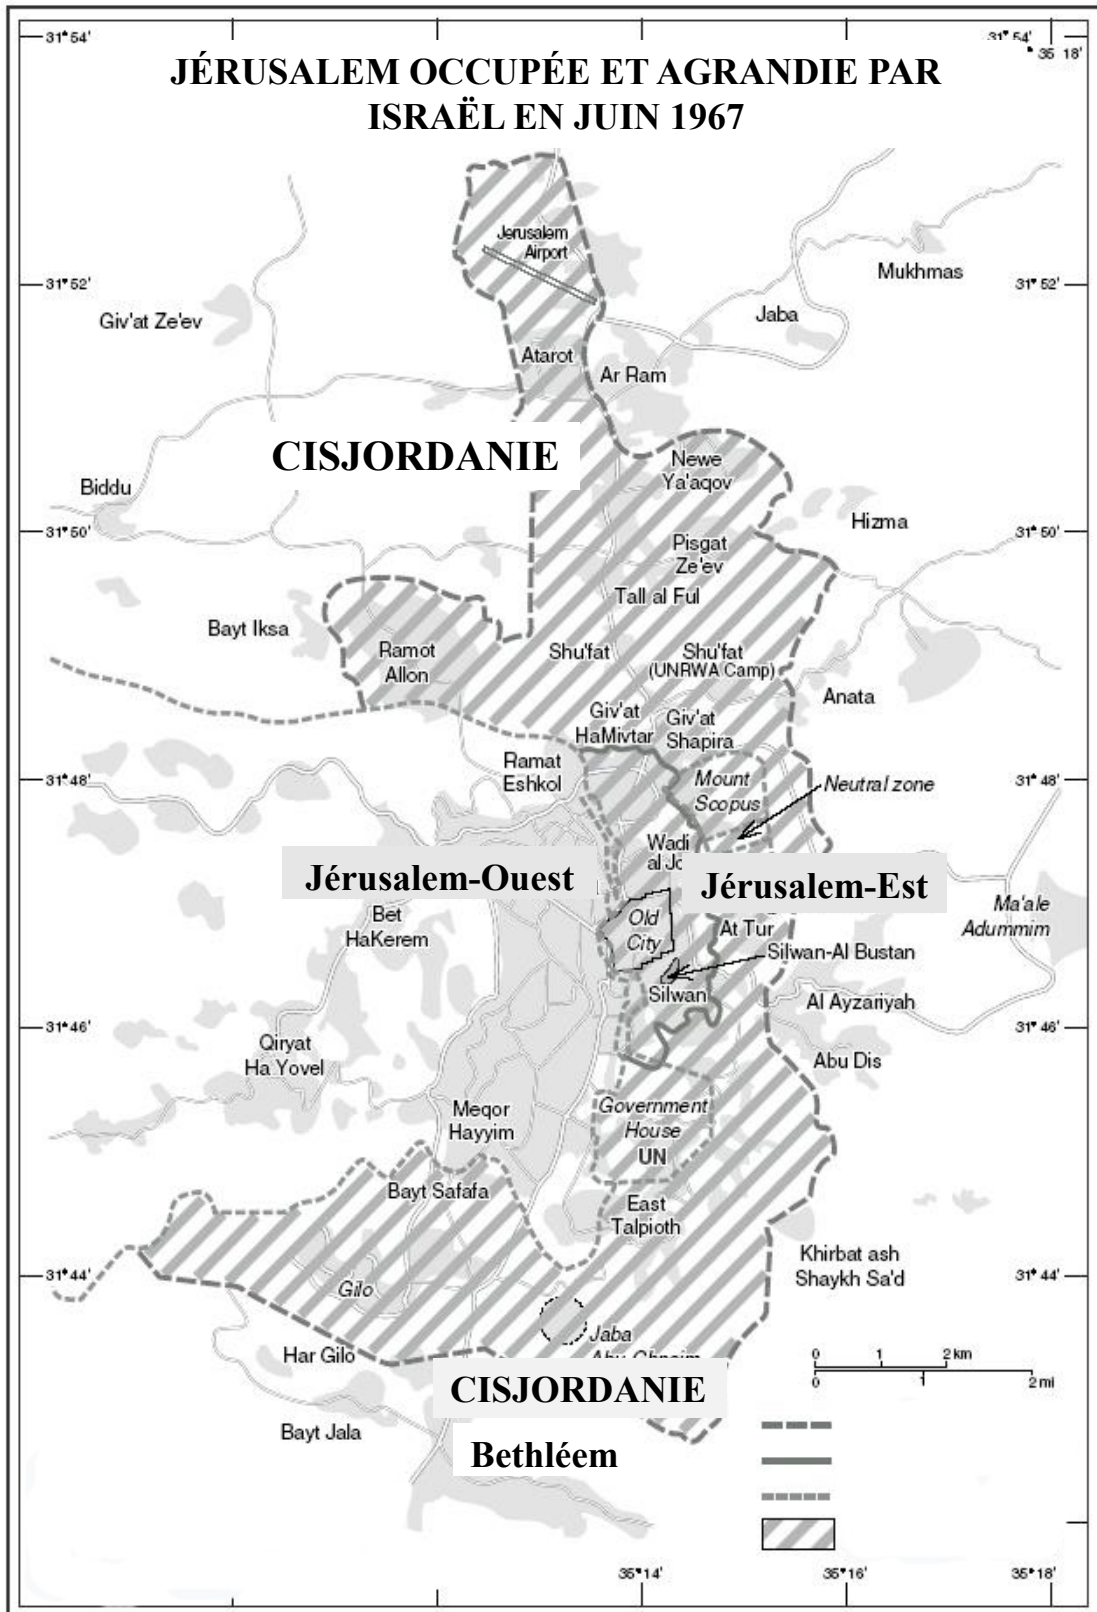 31° 54'
31° 54'
35 18'
JÉRUSALEM OCCUPÉE ET AGRANDIE PAR
ISRAËL EN JUIN 1967
Jerusalem
Airport
Mukhmas
31° 52'
31° 52'
Giv'at Ze'ev
Jaba
Atarot
Ar Ram
CISJORDANIE
Newe
Ya'aqov
Biddu
Hizma
31° 50'
31° 50'
Pisgat
Ze'ev
Tall al Ful
Bayt Iksa
Ramot
Allon
Shu'fat
Shu'fat
(UNRWA Camp)
Anata
Giv'at
HaMivtar
Giv'at
Shapira
Ramat
Eshkol
31° 48'
31° 48'
Mount
Scopus
Neutral zone
Wadi
al Jo
Jérusalem-Ouest
Jérusalem-Est
Bet
HaKerem
Old
City
At Tur
Ma'ale
Adummim
Silwan-Al Bustan
Silwan
Al Ayzariyah
31° 46'
31° 46'
Qiryat
Ha Yovel
Abu Dis
Meqor
Hayyim
Government
House
UN
Bayt Safafa
East
Talpioth
Khirbat ash
Shaykh Sa'd
31° 44'
31° 44'
Gilo
Jaba
Har Gilo
0 1 2 km
0 1 2 mi
CISJORDANIE
Bayt Jala
Bethléem
35° 14'
35° 16'
35° 18'